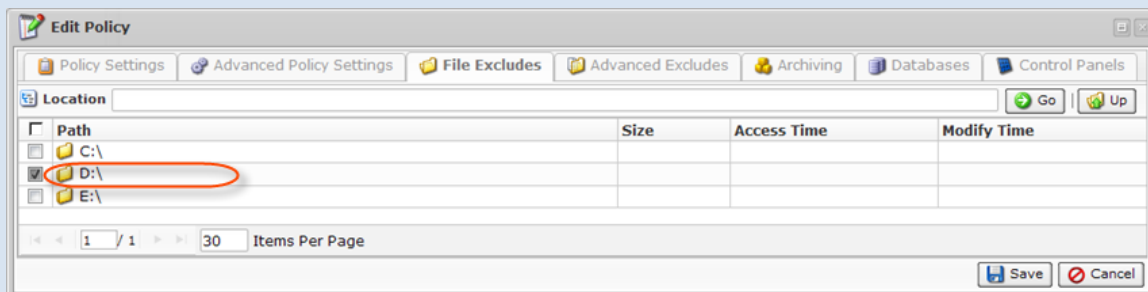 Edit Policy
Policy Settings Advanced Policy Settings File Excludes Advanced Excludes Archiving Databases Control Panels
Location Go | Up
Path Size Access Time Modify Time
C:\
D:\
E:\
1 / 1 30 Items Per Page
Save Cancel